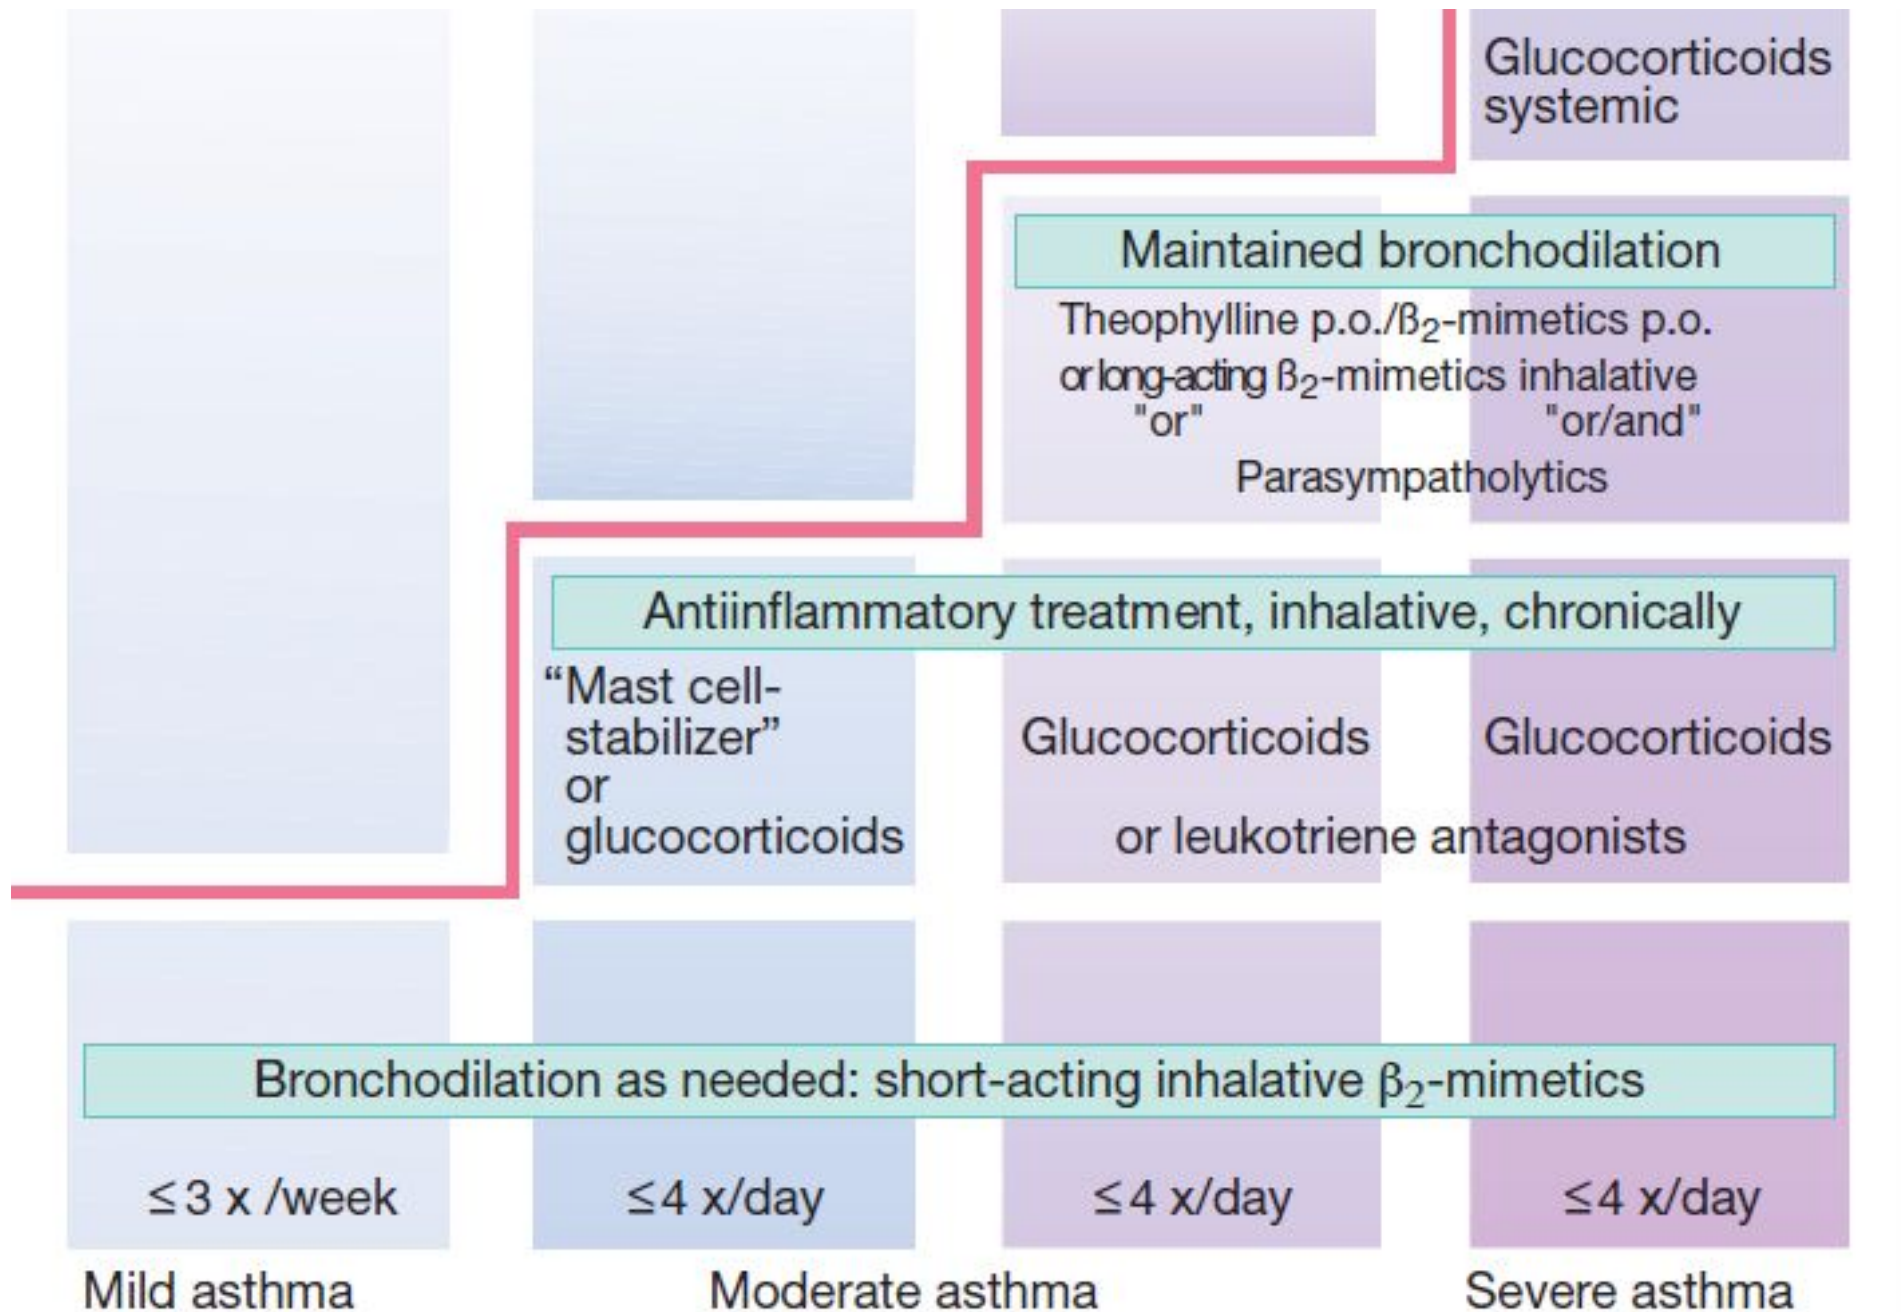 Glucocorticoids
systemic
Maintained bronchodilation
Theophylline p.o./ß₂-mimetics p.o.
or long-acting ß₂-mimetics inhalative
"or" "or/and"
Parasympatholytics
Antiinflammatory treatment, inhalative, chronically
“Mast cell-
stabilizer”
or
glucocorticoids
Glucocorticoids
Glucocorticoids
or leukotriene antagonists
Bronchodilation as needed: short-acting inhalative β₂-mimetics
≤3 x /week
≤4 x/day
≤4 x/day
≤4 x/day
Mild asthma
Moderate asthma
Severe asthma